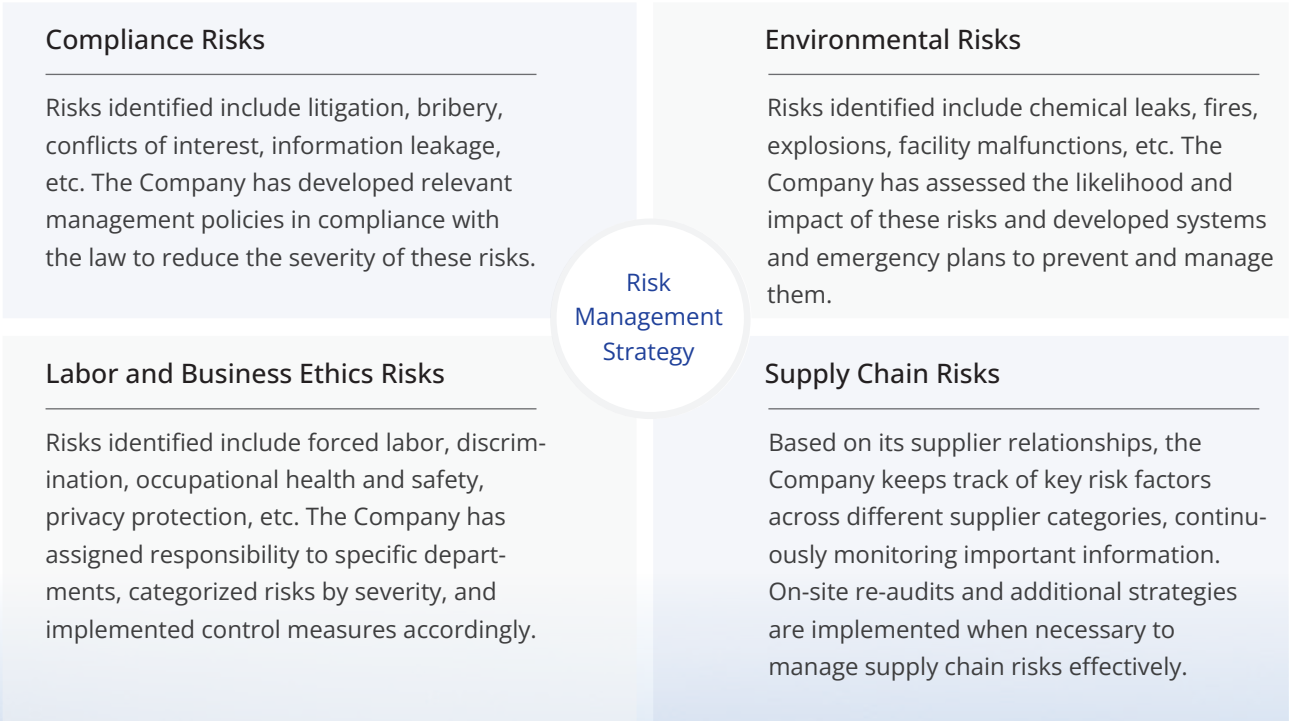 Compliance Risks
Risks identified include litigation, bribery,
conflicts of interest, information leakage,
etc. The Company has developed relevant
management policies in compliance with
the law to reduce the severity of these risks.
Environmental Risks
Risks identified include chemical leaks, fires,
explosions, facility malfunctions, etc. The
Company has assessed the likelihood and
impact of these risks and developed systems
and emergency plans to prevent and manage
them.
Risk
Management
Strategy
Labor and Business Ethics Risks
Risks identified include forced labor, discrim-
ination, occupational health and safety,
privacy protection, etc. The Company has
assigned responsibility to specific depart-
ments, categorized risks by severity, and
implemented control measures accordingly.
Supply Chain Risks
Based on its supplier relationships, the
Company keeps track of key risk factors
across different supplier categories, continu-
ously monitoring important information.
On-site re-audits and additional strategies
are implemented when necessary to
manage supply chain risks effectively.